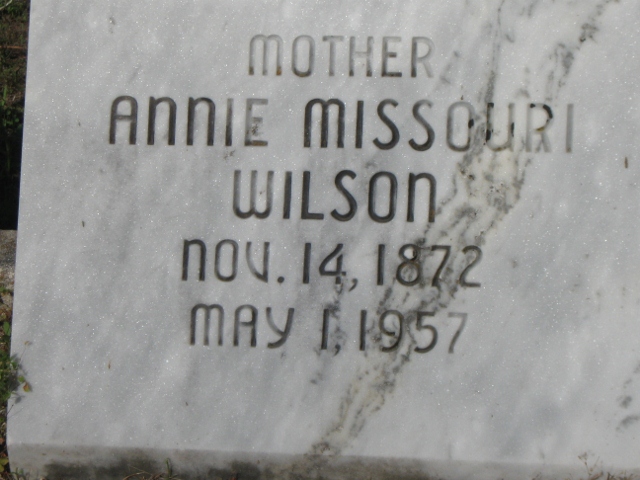 MOTHER
ANNIE MISSOURI
WILSON
NOV. 14, 1872
MAY 1, 1957